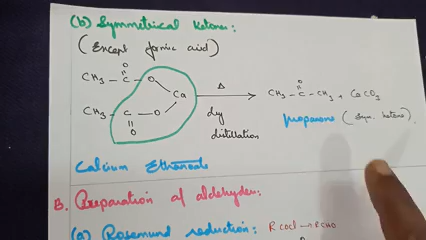 (b) Symmetrical Ketones:
(Except formic acid)
O
CH3 - C - O
Ca
CH3 - C - O
O
Δ
dry distillation
O
CH3 - C - CH3 + CaCO3
propanone (sym. ketone)
Calcium Ethanoate
B. Preparation of aldehydes:
(a) Rosemund reduction: RCOCl → RCHO